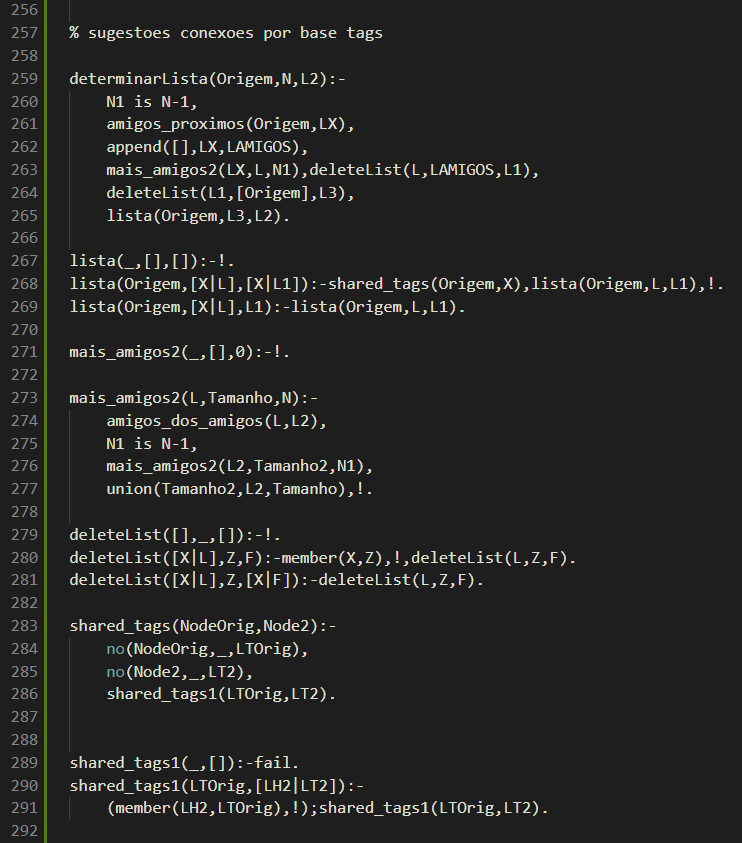 256
257 % sugestoes conexoes por base tags
258
259 determinarLista(Origem,N,L2):-
260     N1 is N-1,
261     amigos_proximos(Origem,LX),
262     append([],LX,LAMIGOS),
263     mais_amigos2(LX,L,N1),deleteList(L,LAMIGOS,L1),
264     deleteList(L1,[Origem],L3),
265     lista(Origem,L3,L2).
266
267 lista(_,[],[]):-!.
268 lista(Origem,[X|L],[X|L1]):-shared_tags(Origem,X),lista(Origem,L,L1),!.
269 lista(Origem,[X|L],L1):-lista(Origem,L,L1).
270
271 mais_amigos2(_,[],0):-!.
272
273 mais_amigos2(L,Tamanho,N):-
274     amigos_dos_amigos(L,L2),
275     N1 is N-1,
276     mais_amigos2(L2,Tamanho2,N1),
277     union(Tamanho2,L2,Tamanho),!.
278
279 deleteList([],_,[]):-!.
280 deleteList([X|L],Z,F):-member(X,Z),!,deleteList(L,Z,F).
281 deleteList([X|L],Z,[X|F]):-deleteList(L,Z,F).
282
283 shared_tags(NodeOrig,Node2):-
284     no(NodeOrig,_,LTOrig),
285     no(Node2,_,LT2),
286     shared_tags1(LTOrig,LT2).
287
288
289 shared_tags1(_,[]):-fail.
290 shared_tags1(LTOrig,[LH2|LT2]):-
291     (member(LH2,LTOrig),!);shared_tags1(LTOrig,LT2).
292